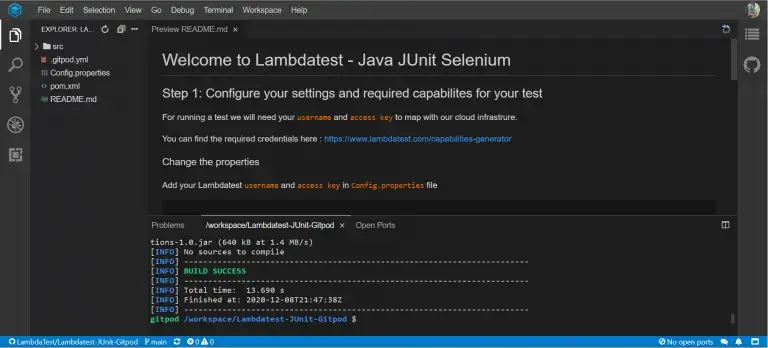 File Edit Selection View Go Debug Terminal Workspace Help
EXPLORER: LA...
Preview README.md
src
.gitpod.yml
Config.properties
pom.xml
README.md
Welcome to Lambdatest - Java JUnit Selenium
Step 1: Configure your settings and required capabilites for your test
For running a test we will need your username and access key to map with our cloud infrastrure.
You can find the required credentials here : https://www.lambdatest.com/capabilities-generator
Change the properties
Add your Lambdatest username and access key in Config.properties file
Problems /workspace/Lambdatest-JUnit-Gitpod Open Ports
tions-1.0.jar (640 kB at 1.4 MB/s)
[INFO] No sources to compile
[INFO] ------------------------------------------------------------------------
[INFO] BUILD SUCCESS
[INFO] ------------------------------------------------------------------------
[INFO] Total time: 13.690 s
[INFO] Finished at: 2020-12-08T21:47:38Z
[INFO] ------------------------------------------------------------------------
gitpod /workspace/Lambdatest-JUnit-Gitpod $
LambdaTest/Lambdatest-JUnit-Gitpod main 0 0 No open ports